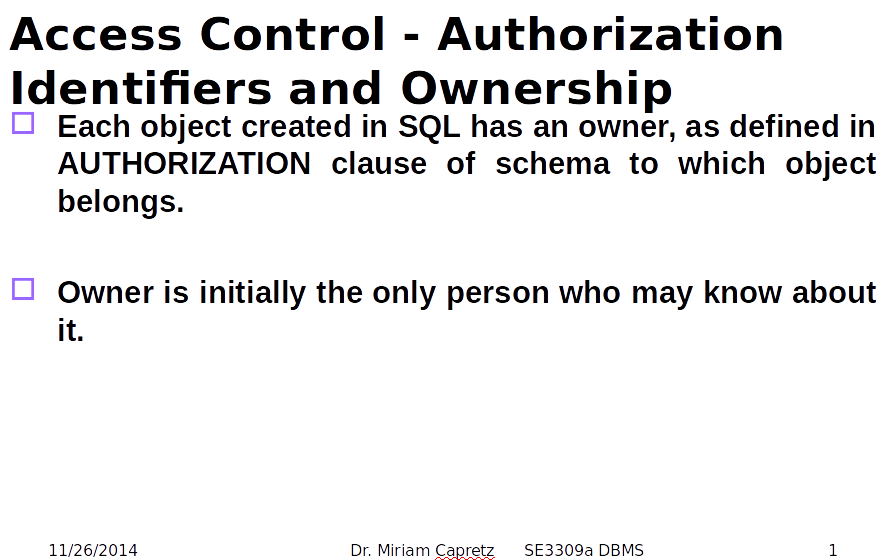 Access Control - Authorization
Identifiers and Ownership
Each object created in SQL has an owner, as defined in
AUTHORIZATION clause of schema to which object
belongs.
Owner is initially the only person who may know about
it.
11/26/2014 Dr. Miriam Capretz SE3309a DBMS 1